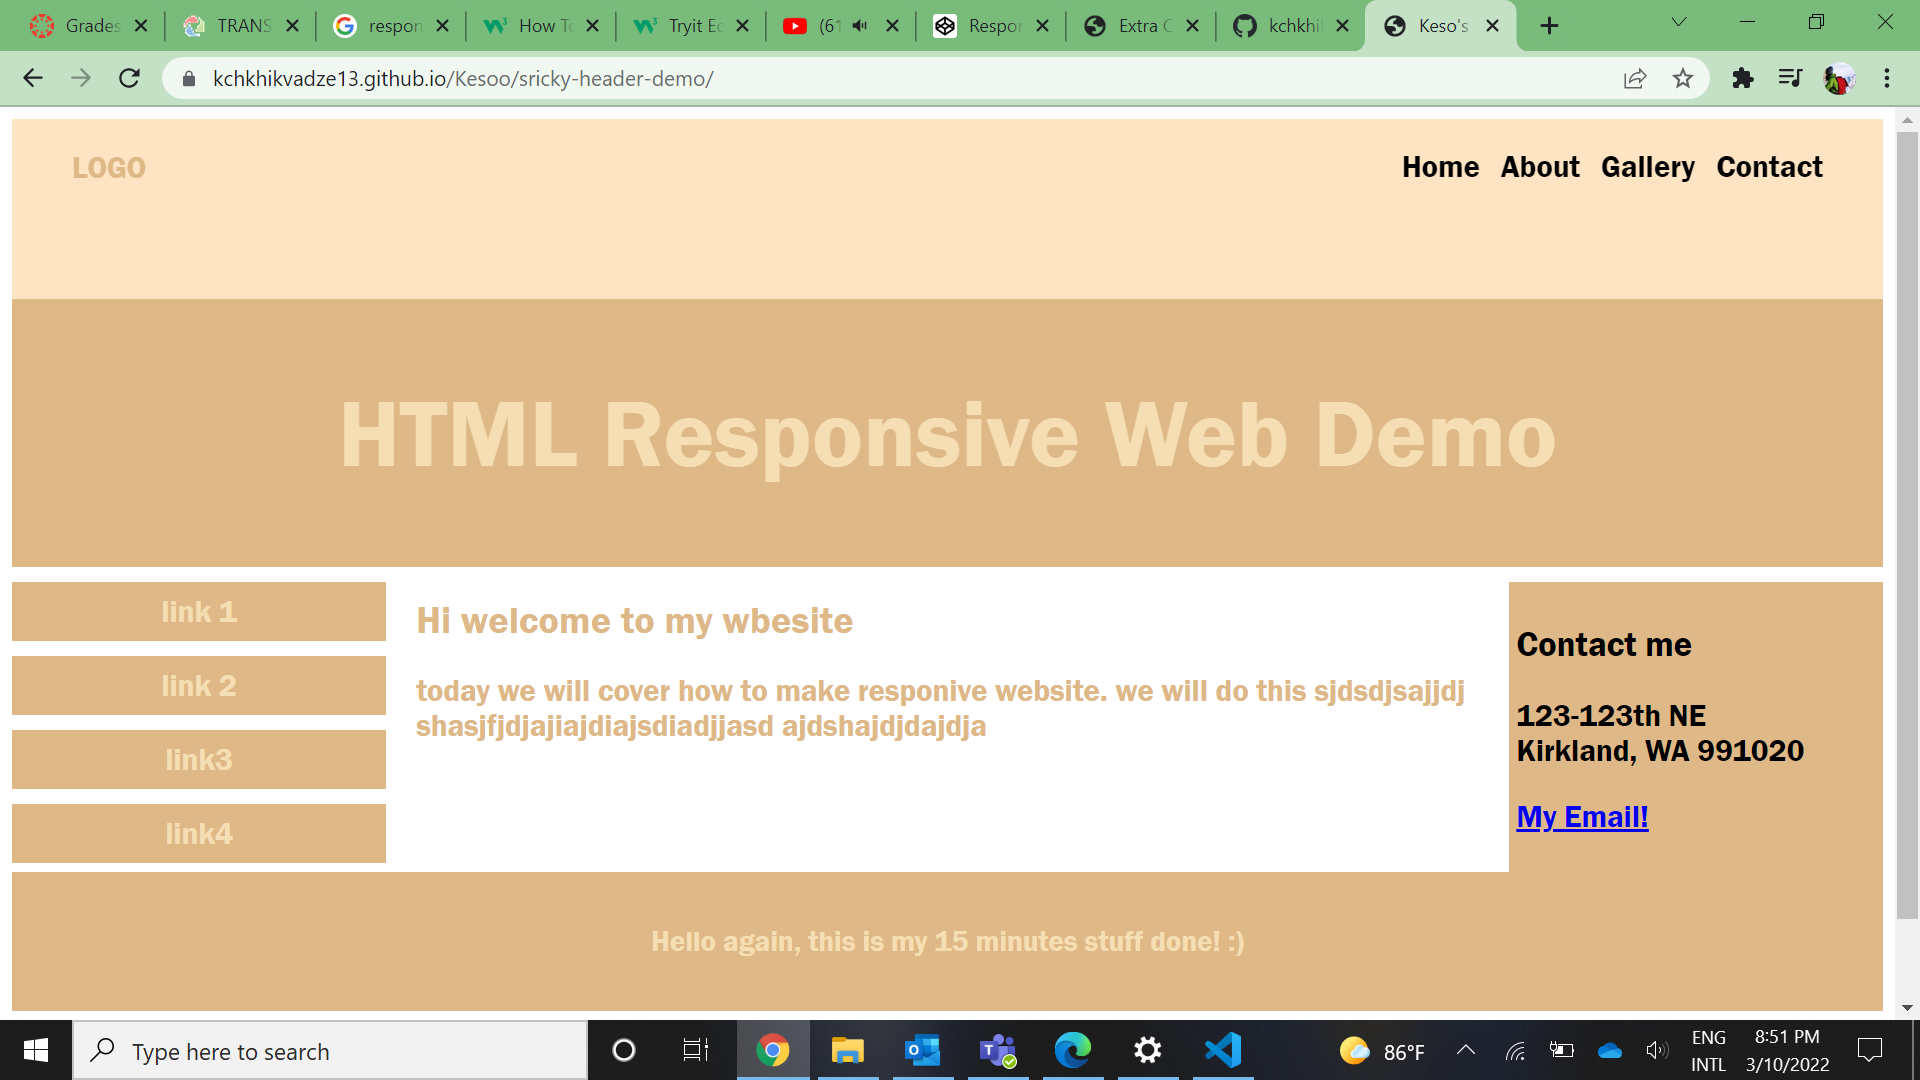 Grades TRANS respon How To Tryit Ed (61 Respon Extra C kchkhi Keso's
kchkhikvadze13.github.io/Kesoo/sricky-header-demo/
LOGO Home About Gallery Contact
HTML Responsive Web Demo
link 1
link 2
link3
link4
Hi welcome to my wbesite
today we will cover how to make responive website. we will do this sjdsdjsajjdj
shasjfjdjajiajdiajsdiadjjasd ajdshajdjdajdja
Contact me
123-123th NE
Kirkland, WA 991020
My Email!
Hello again, this is my 15 minutes stuff done! :)
Type here to search
86°F
ENG
INTL
8:51 PM
3/10/2022